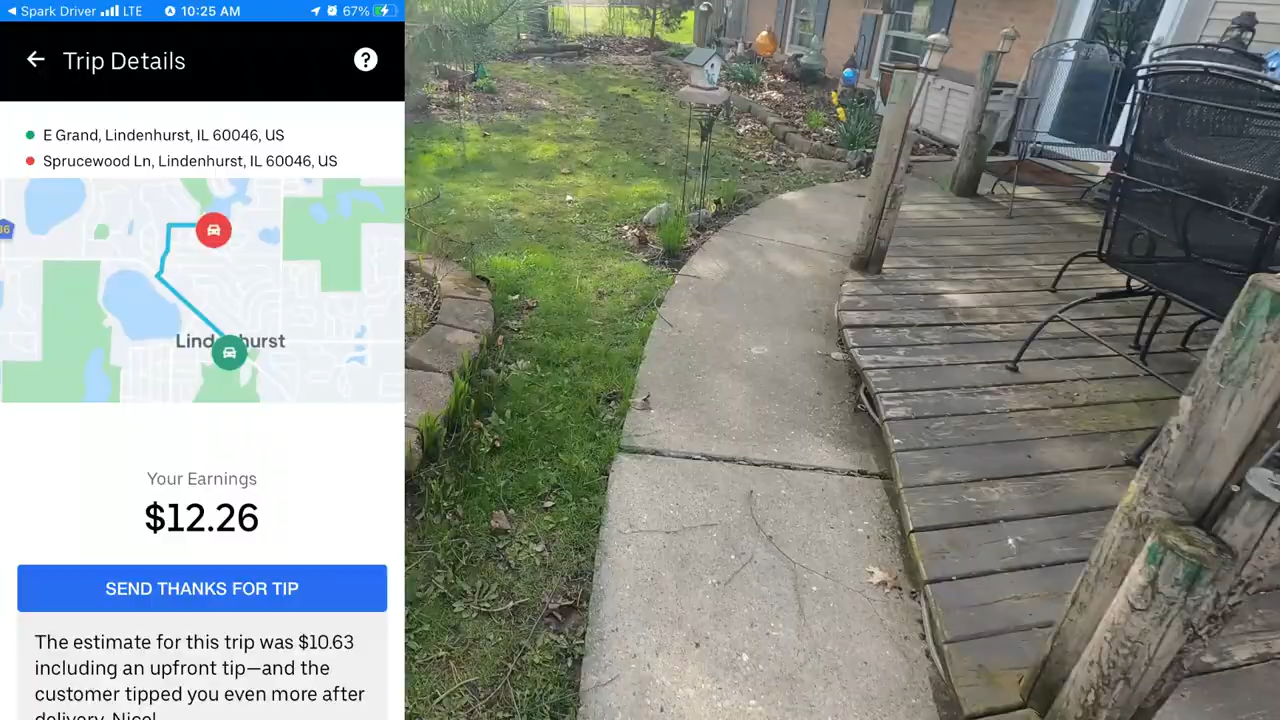 Spark Driver LTE 10:25 AM 67%
Trip Details ?
E Grand, Lindenhurst, IL 60046, US
Sprucewood Ln, Lindenhurst, IL 60046, US
Lindenhurst
Your Earnings
$12.26
SEND THANKS FOR TIP
The estimate for this trip was $10.63
including an upfront tip—and the
customer tipped you even more after
delivery. Nice!